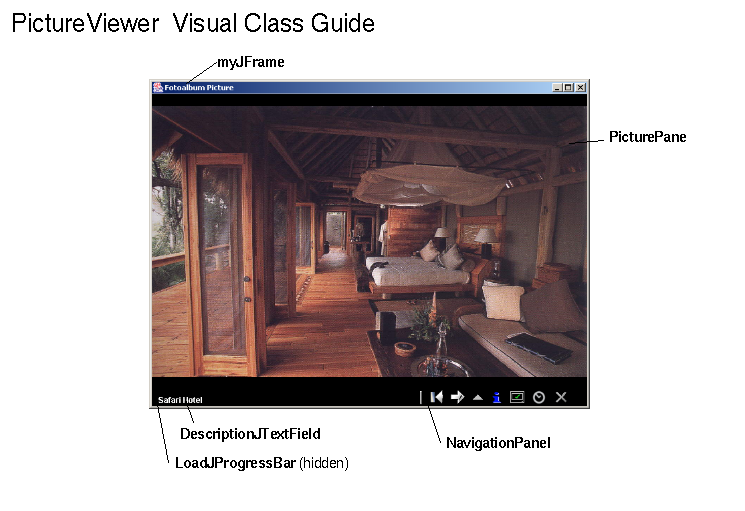 PictureViewer Visual Class Guide
myJFrame
Fotoalbum Picture
PicturePane
Safari Hotel
DescriptionJTextField
NavigationPanel
LoadJProgressBar (hidden)